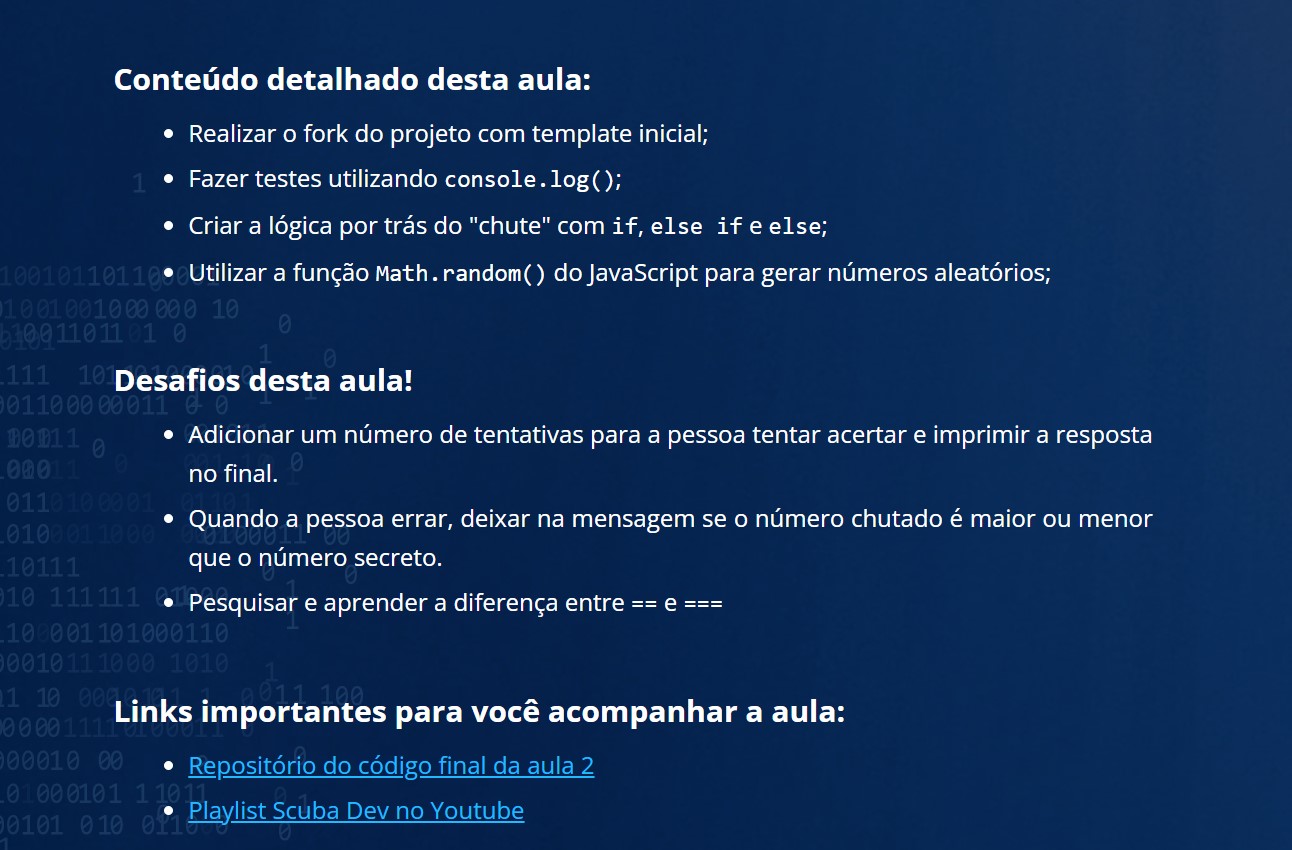 Conteúdo detalhado desta aula:
Realizar o fork do projeto com template inicial;
Fazer testes utilizando console.log();
Criar a lógica por trás do "chute" com if, else if e else;
Utilizar a função Math.random() do JavaScript para gerar números aleatórios;
Desafios desta aula!
Adicionar um número de tentativas para a pessoa tentar acertar e imprimir a resposta
no final.
Quando a pessoa errar, deixar na mensagem se o número chutado é maior ou menor
que o número secreto.
Pesquisar e aprender a diferença entre == e ===
Links importantes para você acompanhar a aula:
Repositório do código final da aula 2
Playlist Scuba Dev no Youtube